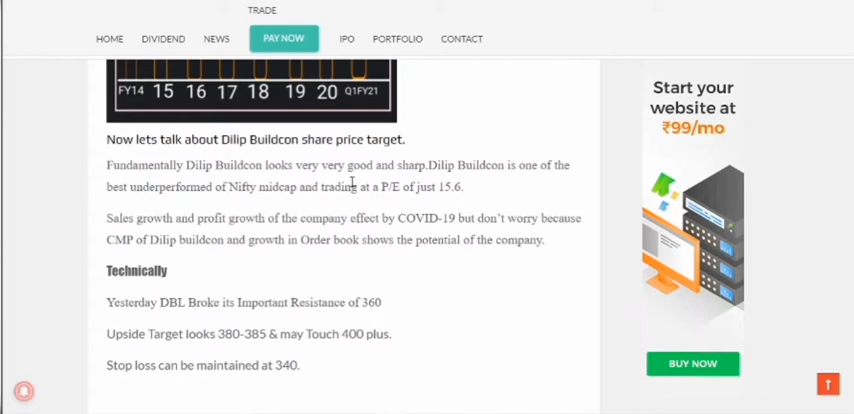 TRADE
HOME DIVIDEND NEWS PAY NOW IPO PORTFOLIO CONTACT
FY14 15 16 17 18 19 20 Q1FY21
Now lets talk about Dilip Buildcon share price target.
Fundamentally Dilip Buildcon looks very very good and sharp.Dilip Buildcon is one of the
best underperformed of Nifty midcap and trading at a P/E of just 15.6.
Sales growth and profit growth of the company effect by COVID-19 but don't worry because
CMP of Dilip buildcon and growth in Order book shows the potential of the company.
Technically
Yesterday DBL Broke its Important Resistance of 360
Upside Target looks 380-385 & may Touch 400 plus.
Stop loss can be maintained at 340.
Start your
website at
₹99/mo
BUY NOW